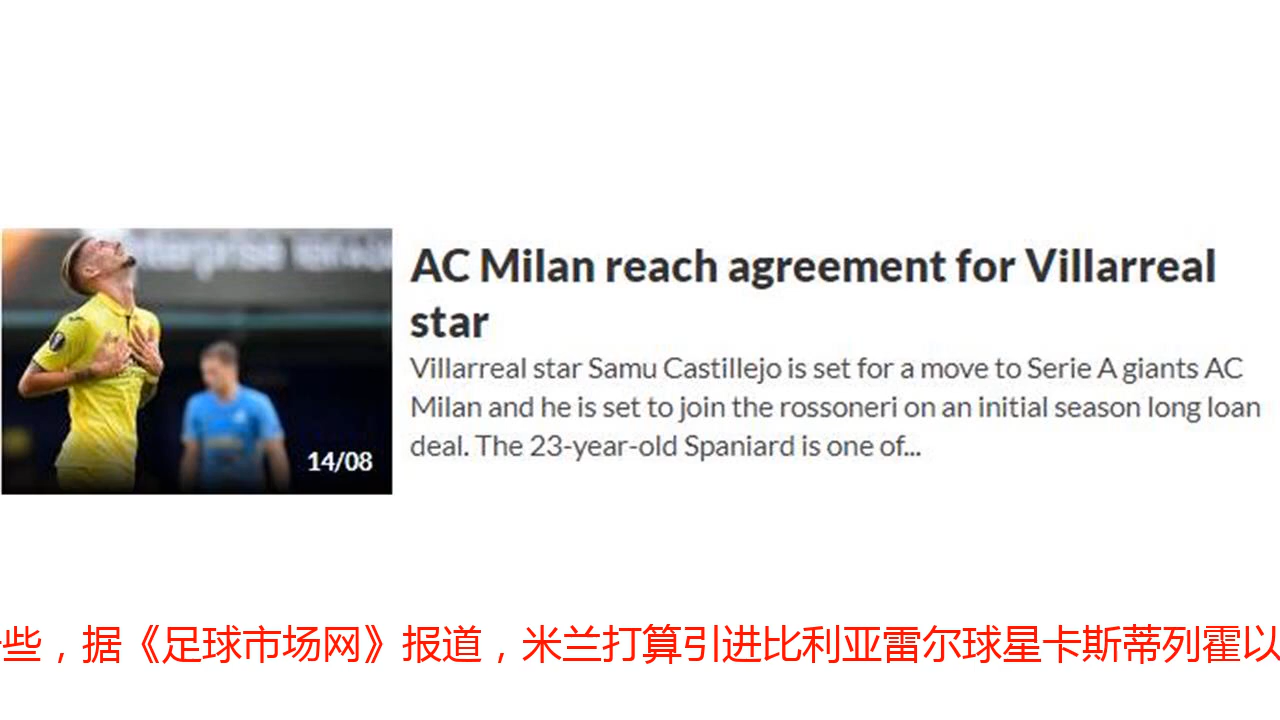 AC Milan reach agreement for Villarreal
star
Villarreal star Samu Castillejo is set for a move to Serie A giants AC
Milan and he is set to join the rossoneri on an initial season long loan
deal. The 23-year-old Spaniard is one of...
14/08
些，据《足球市场网》报道，米兰打算引进比利亚雷尔球星卡斯蒂列霍以